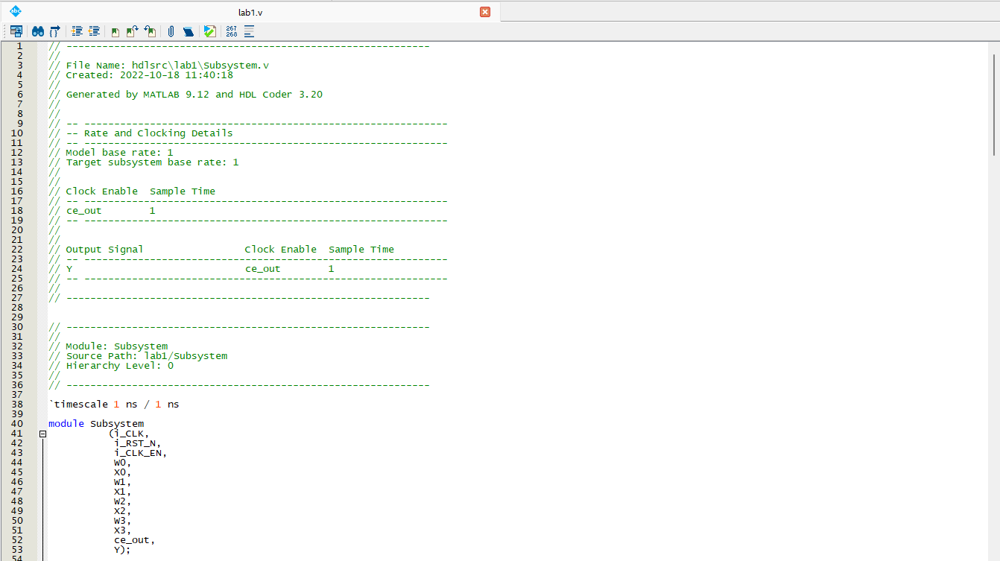 abc
lab1.v
267
268
1 // ------------------------------------------------------------
2 //
3 // File Name: hdlsrc\lab1\Subsystem.v
4 // Created: 2022-10-18 11:40:18
5 //
6 // Generated by MATLAB 9.12 and HDL Coder 3.20
7 //
8 //
9 // -- -------------------------------------------------------------
10 // -- Rate and Clocking Details
11 // -- -------------------------------------------------------------
12 // Model base rate: 1
13 // Target subsystem base rate: 1
14 //
15 //
16 // Clock Enable  Sample Time
17 // -- -------------------------------------------------------------
18 // ce_out        1
19 // -- -------------------------------------------------------------
20 //
21 //
22 // Output Signal                 Clock Enable  Sample Time
23 // -- -------------------------------------------------------------
24 // Y                             ce_out        1
25 // -- -------------------------------------------------------------
26 //
27 // -------------------------------------------------------------
28
29
30 // -------------------------------------------------------------
31 //
32 // Module: Subsystem
33 // Source Path: lab1/Subsystem
34 // Hierarchy Level: 0
35 //
36 // -------------------------------------------------------------
37
38 `timescale 1 ns / 1 ns
39
40 module Subsystem
41           (i_CLK,
42            i_RST_N,
43            i_CLK_EN,
44            W0,
45            X0,
46            W1,
47            X1,
48            W2,
49            X2,
50            W3,
51            X3,
52            ce_out,
53            Y);
54